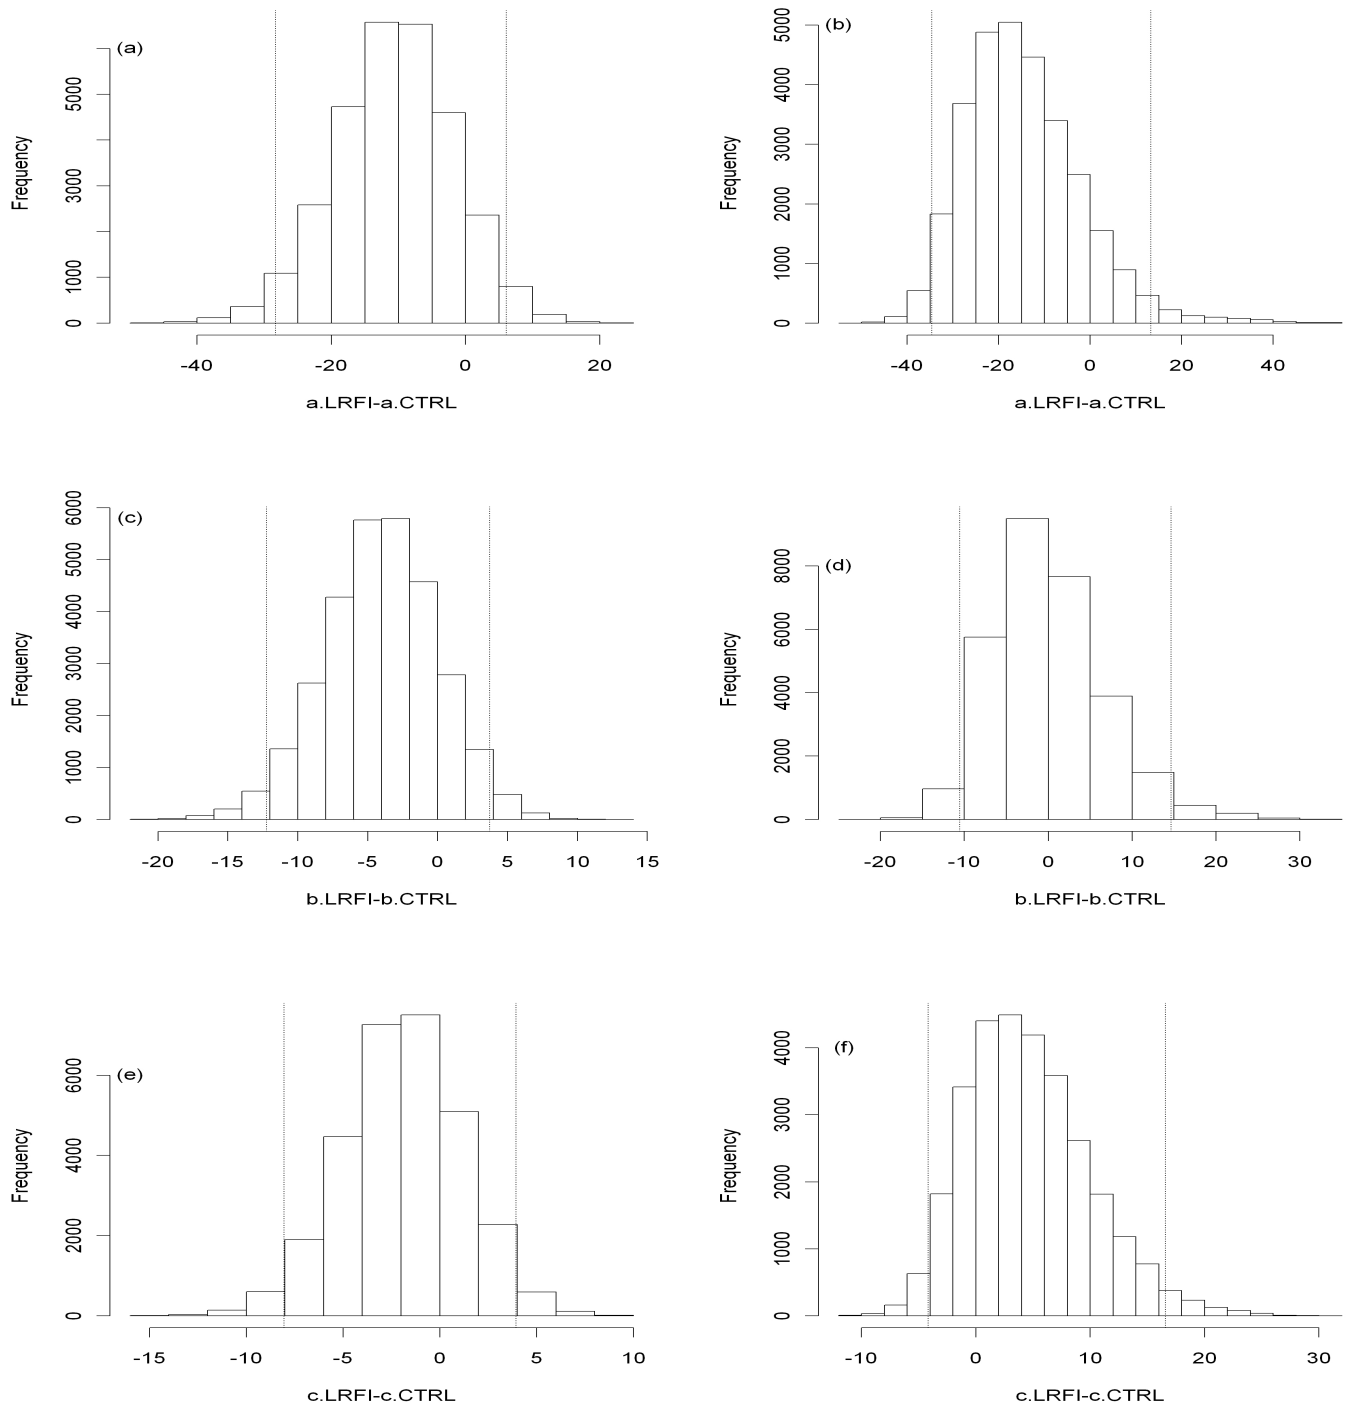 (a)
Frequency
0 1000 3000 5000
-40 -20 0 20
a.LRFI-a.CTRL
(b)
Frequency
0 1000 2000 3000 4000 5000
-40 -20 0 20 40
a.LRFI-a.CTRL
(c)
Frequency
0 1000 2000 3000 4000 5000 6000
-20 -15 -10 -5 0 5 10 15
b.LRFI-b.CTRL
(d)
Frequency
0 2000 4000 6000 8000
-20 -10 0 10 20 30
b.LRFI-b.CTRL
(e)
Frequency
0 2000 4000 6000
-15 -10 -5 0 5 10
c.LRFI-c.CTRL
(f)
Frequency
0 1000 2000 3000 4000
-10 0 10 20 30
c.LRFI-c.CTRL